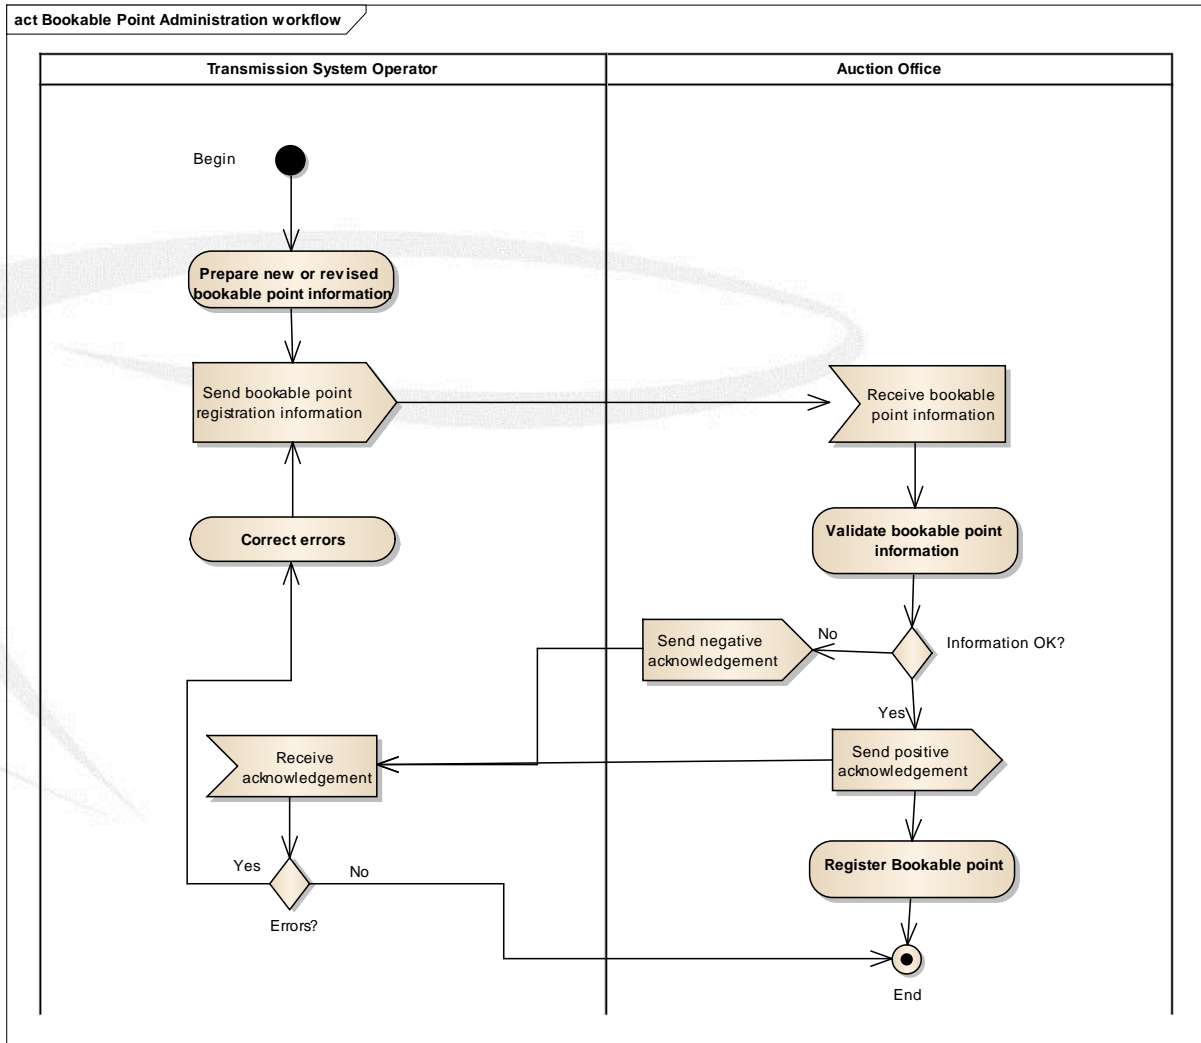 act Bookable Point Administration workflow
Transmission System Operator
Auction Office
Begin
Prepare new or revised
bookable point information
Send bookable point
registration information
Receive bookable
point information
Correct errors
Validate bookable point
information
Send negative
acknowledgement
No
Information OK?
Yes
Receive
acknowledgement
Send positive
acknowledgement
Yes
No
Errors?
Register Bookable point
End